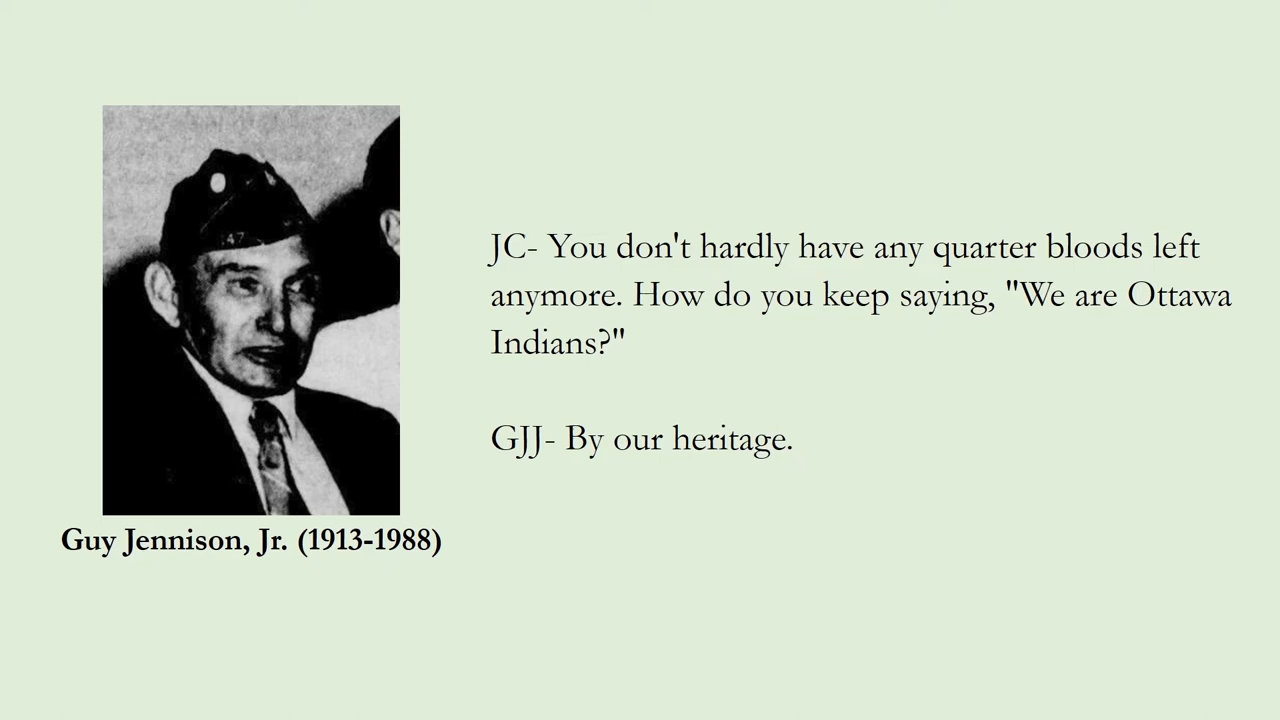 JC- You don't hardly have any quarter bloods left
anymore. How do you keep saying, "We are Ottawa
Indians?"
GJJ- By our heritage.
Guy Jennison, Jr. (1913-1988)